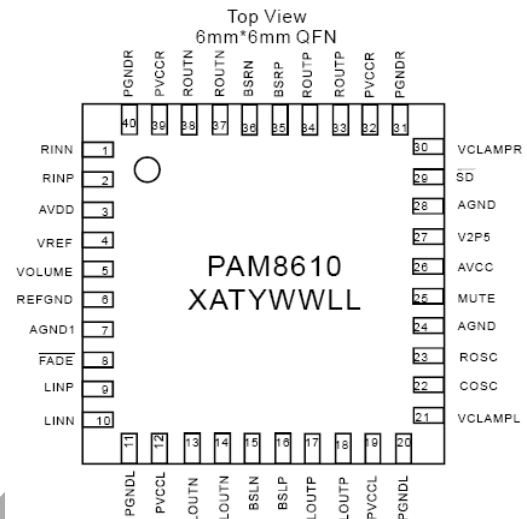 Top View
6mm*6mm QFN
PGNDR
PVCCR
ROUTN
ROUTN
BSRN
BSRP
ROUTP
ROUTP
PVCCR
PGNDR
40
39
38
37
36
35
34
33
32
31
RINN 1
RINP 2
AVDD 3
VREF 4
VOLUME 5
REFGND 6
AGND1 7
FADE 8
LINP 9
LINN 10
30 VCLAMPR
29 SD
28 AGND
27 V2P5
26 AVCC
25 MUTE
24 AGND
23 ROSC
22 COSC
21 VCLAMPL
PAM8610
XATYWWLL
11
12
13
14
15
16
17
18
19
20
PGNDL
PVCCL
LOUTN
LOUTN
BSLN
BSLP
LOUTP
LOUTP
PVCCL
PGNDL